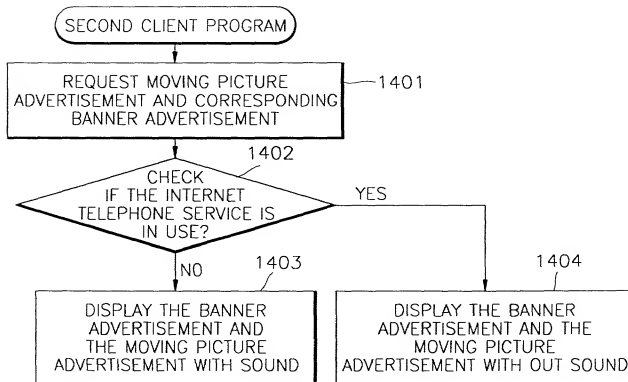 SECOND CLIENT PROGRAM
REQUEST MOVING PICTURE
ADVERTISEMENT AND CORRESPONDING
BANNER ADVERTISEMENT
1401
1402
CHECK
IF THE INTERNET
TELEPHONE SERVICE IS
IN USE?
YES
NO
1403
DISPLAY THE BANNER
ADVERTISEMENT AND
THE MOVING PICTURE
ADVERTISEMENT WITH SOUND
1404
DISPLAY THE BANNER
ADVERTISEMENT AND THE
MOVING PICTURE
ADVERTISEMENT WITH OUT SOUND